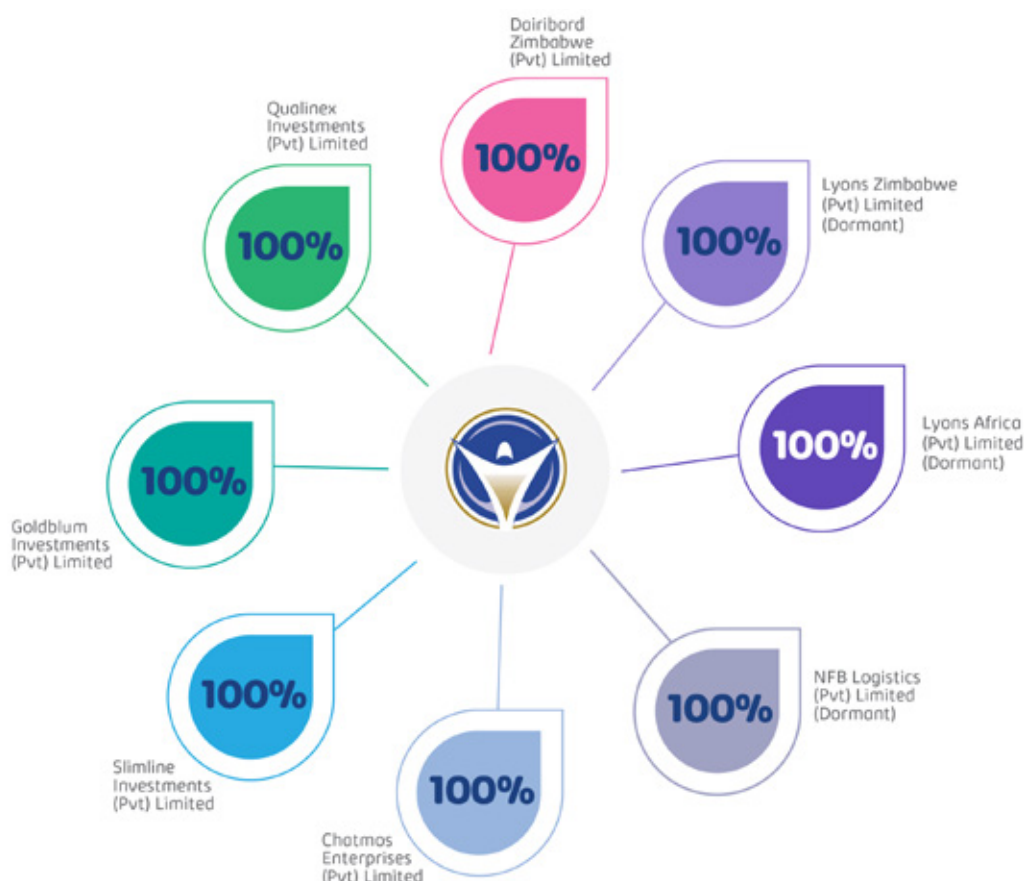 Dairibord
Zimbabwe
(Pvt) Limited
100%
Qualinex
Investments
(Pvt) Limited
100%
Lyons Zimbabwe
(Pvt) Limited
(Dormant)
100%
Lyons Africa
(Pvt) Limited
(Dormant)
100%
Goldblum
Investments
(Pvt) Limited
100%
NFB Logistics
(Pvt) Limited
(Dormant)
100%
Slimline
Investments
(Pvt) Limited
100%
Chatmos
Enterprises
(Pvt) Limited
100%